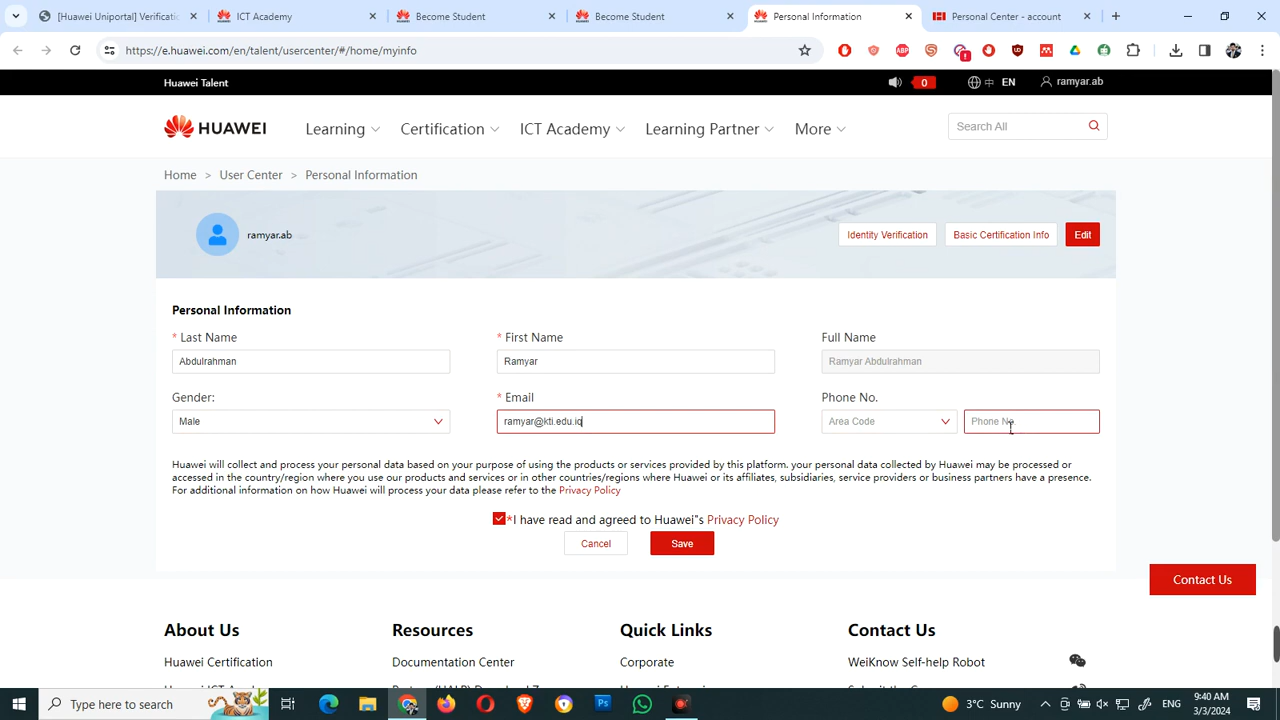 [Huawei Uniportal] Verificati
ICT Academy
Become Student
Become Student
Personal Information
Personal Center - account
https://e.huawei.com/en/talent/usercenter/#/home/myinfo
Huawei Talent
0
中 EN
ramyar.ab
HUAWEI
Learning
Certification
ICT Academy
Learning Partner
More
Search All
Home > User Center > Personal Information
ramyar.ab
Identity Verification
Basic Certification Info
Edit
Personal Information
* Last Name
* First Name
Full Name
Abdulrahman
Ramyar
Ramyar Abdulrahman
Gender:
* Email
Phone No.
Male
ramyar@kti.edu.iq
Area Code
Phone No.
Huawei will collect and process your personal data based on your purpose of using the products or services provided by this platform. your personal data collected by Huawei may be processed or
accessed in the country/region where you use our products and services or in other countries/regions where Huawei or its affiliates, subsidiaries, service providers or business partners have a presence.
For additional information on how Huawei will process your data please refer to the Privacy Policy
*I have read and agreed to Huawei"s Privacy Policy
Cancel
Save
Contact Us
About Us
Resources
Quick Links
Contact Us
Huawei Certification
Documentation Center
Corporate
WeiKnow Self-help Robot
Type here to search
3°C Sunny
ENG
9:40 AM
3/3/2024